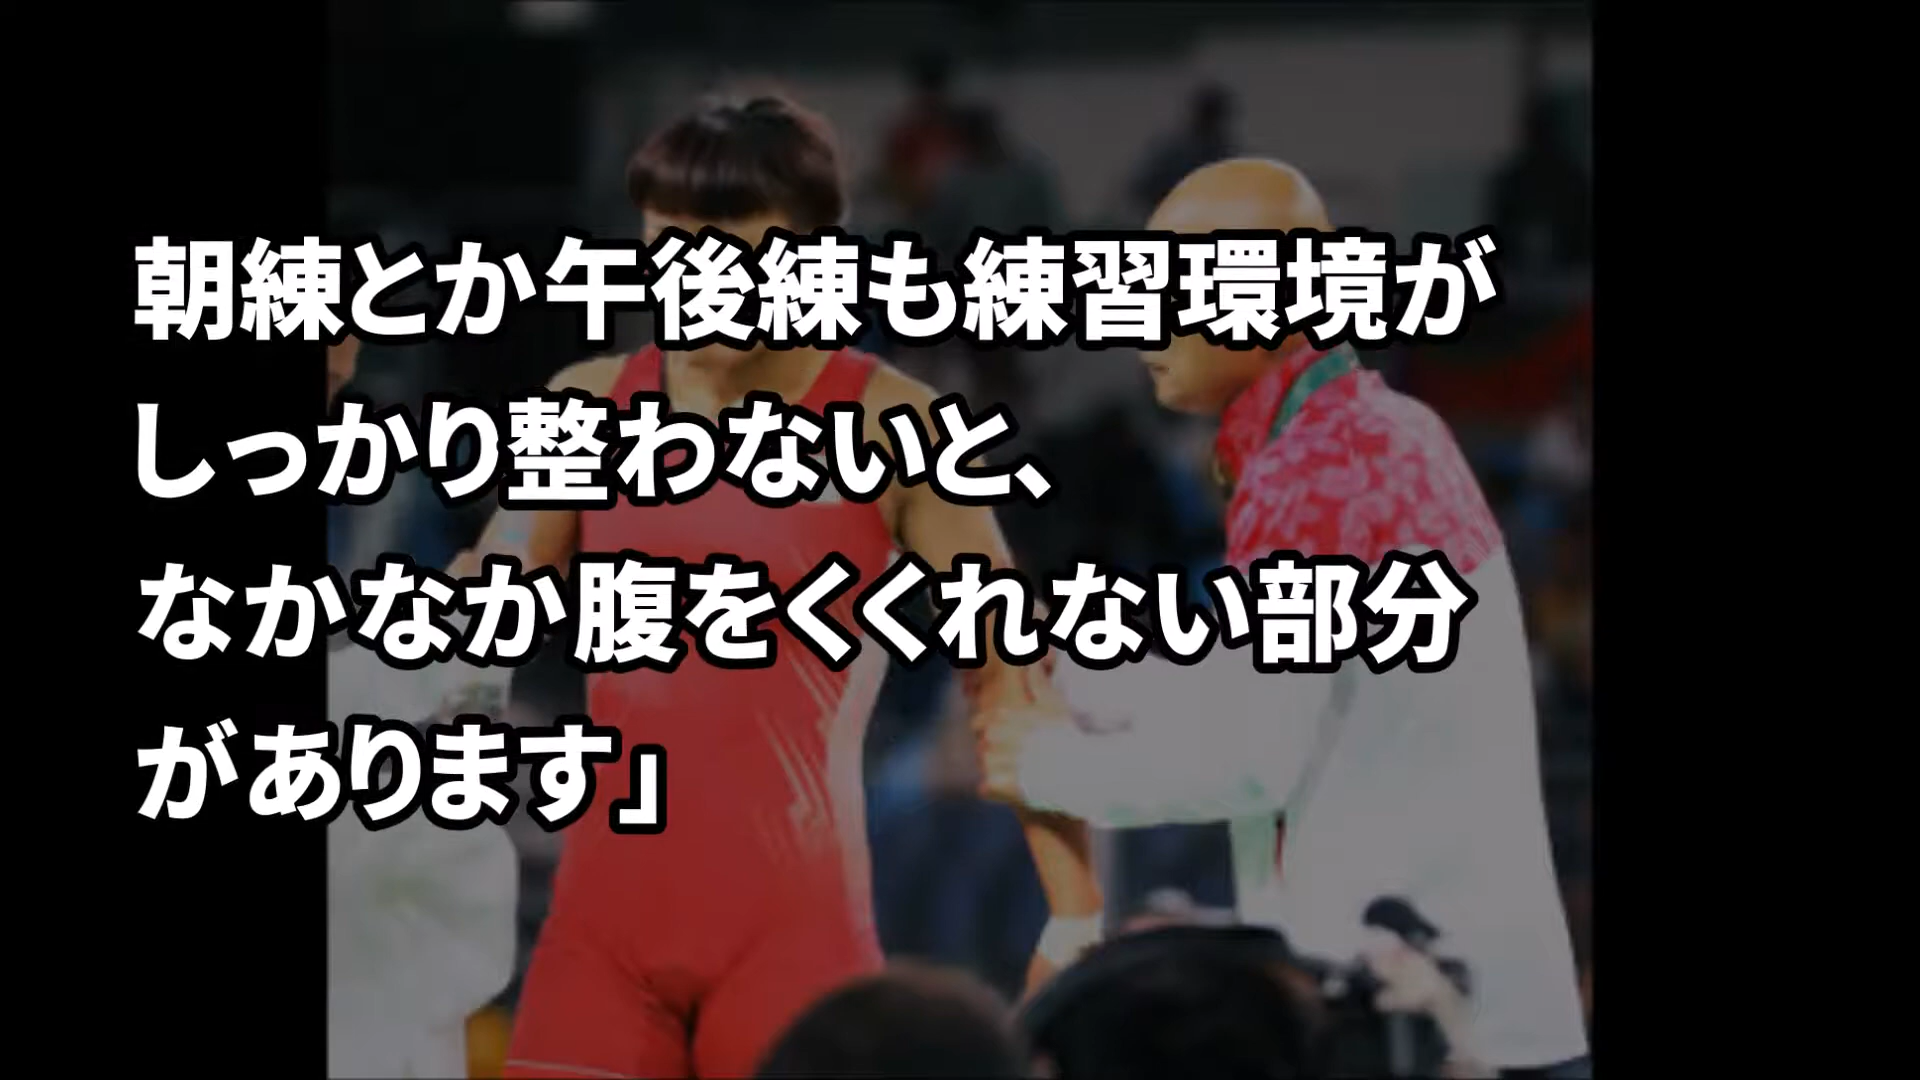 朝練とか午後練も練習環境が
しっかり整わないと、
なかなか腹をくくれない部分
があります」